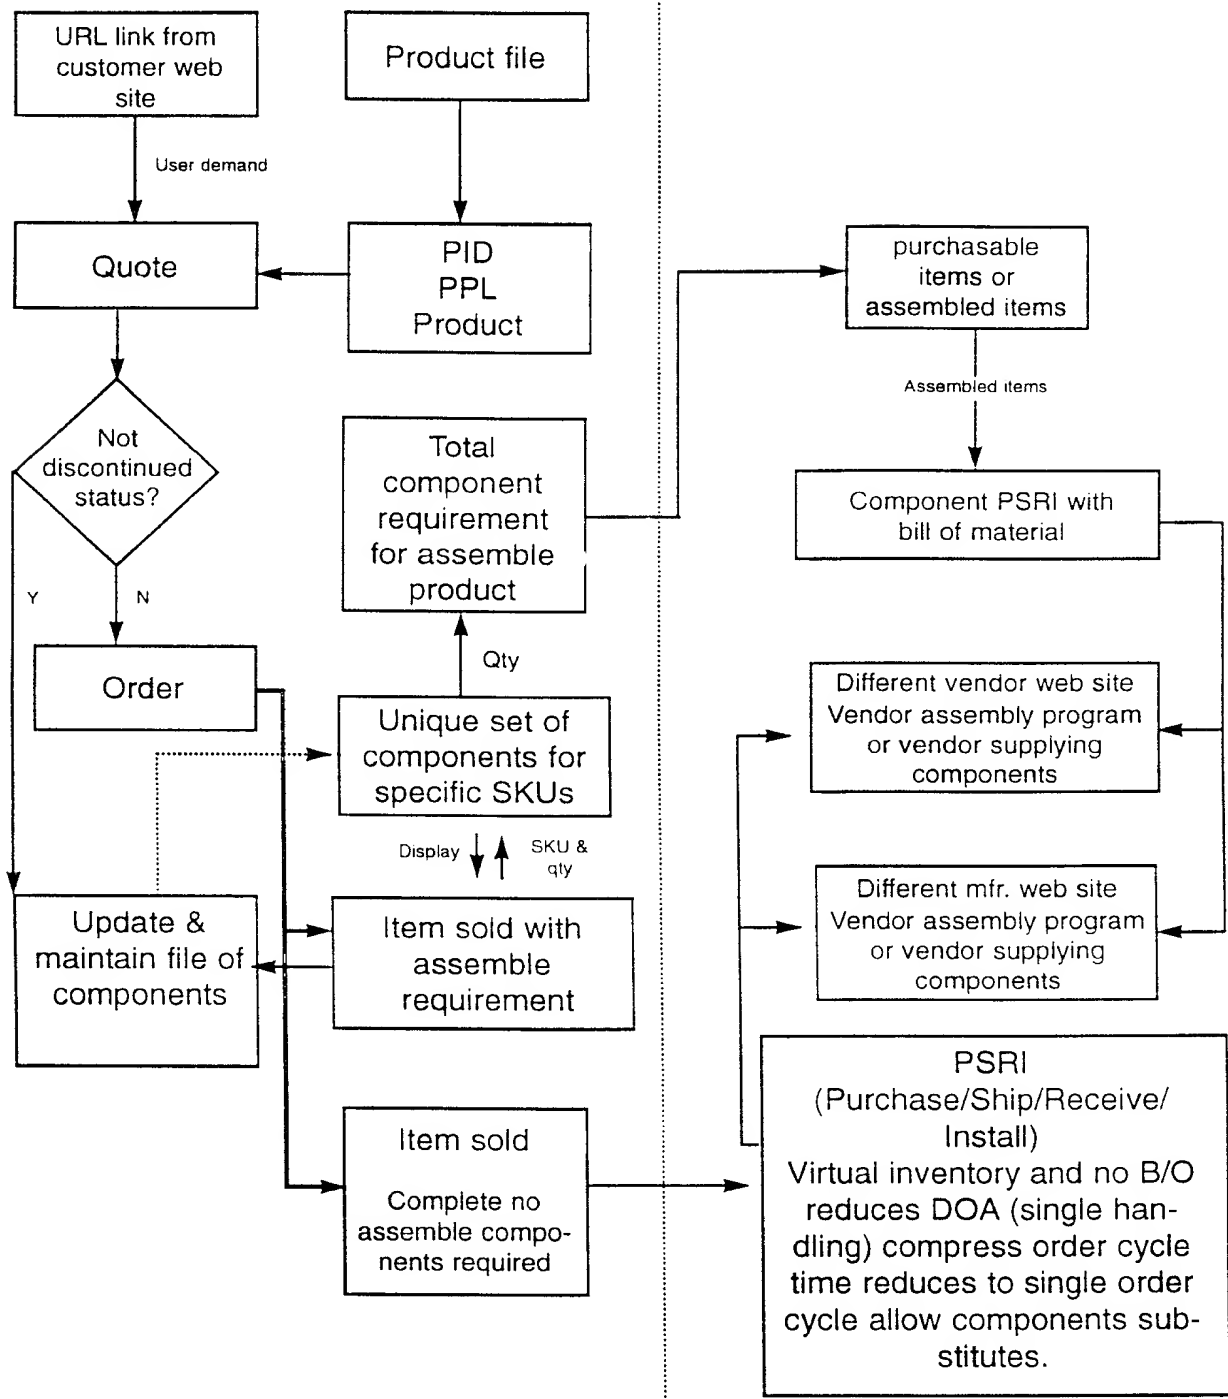 URL link from
customer web
site
Product file
User demand
Quote
PID
PPL
Product
purchasable
items or
assembled items
Assembled items
Not
discontinued
status?
Total
component
requirement
for assemble
product
Component PSRI with
bill of material
Y
N
Order
Qty
Unique set of
components for
specific SKUs
Different vendor web site
Vendor assembly program
or vendor supplying
components
Display
SKU &
qty
Update &
maintain file of
components
Item sold with
assemble
requirement
Different mfr. web site
Vendor assembly program
or vendor supplying
components
Item sold
Complete no
assemble compo-
nents required
PSRI
(Purchase/Ship/Receive/
Install)
Virtual inventory and no B/O
reduces DOA (single han-
dling) compress order cycle
time reduces to single order
cycle allow components sub-
stitutes.